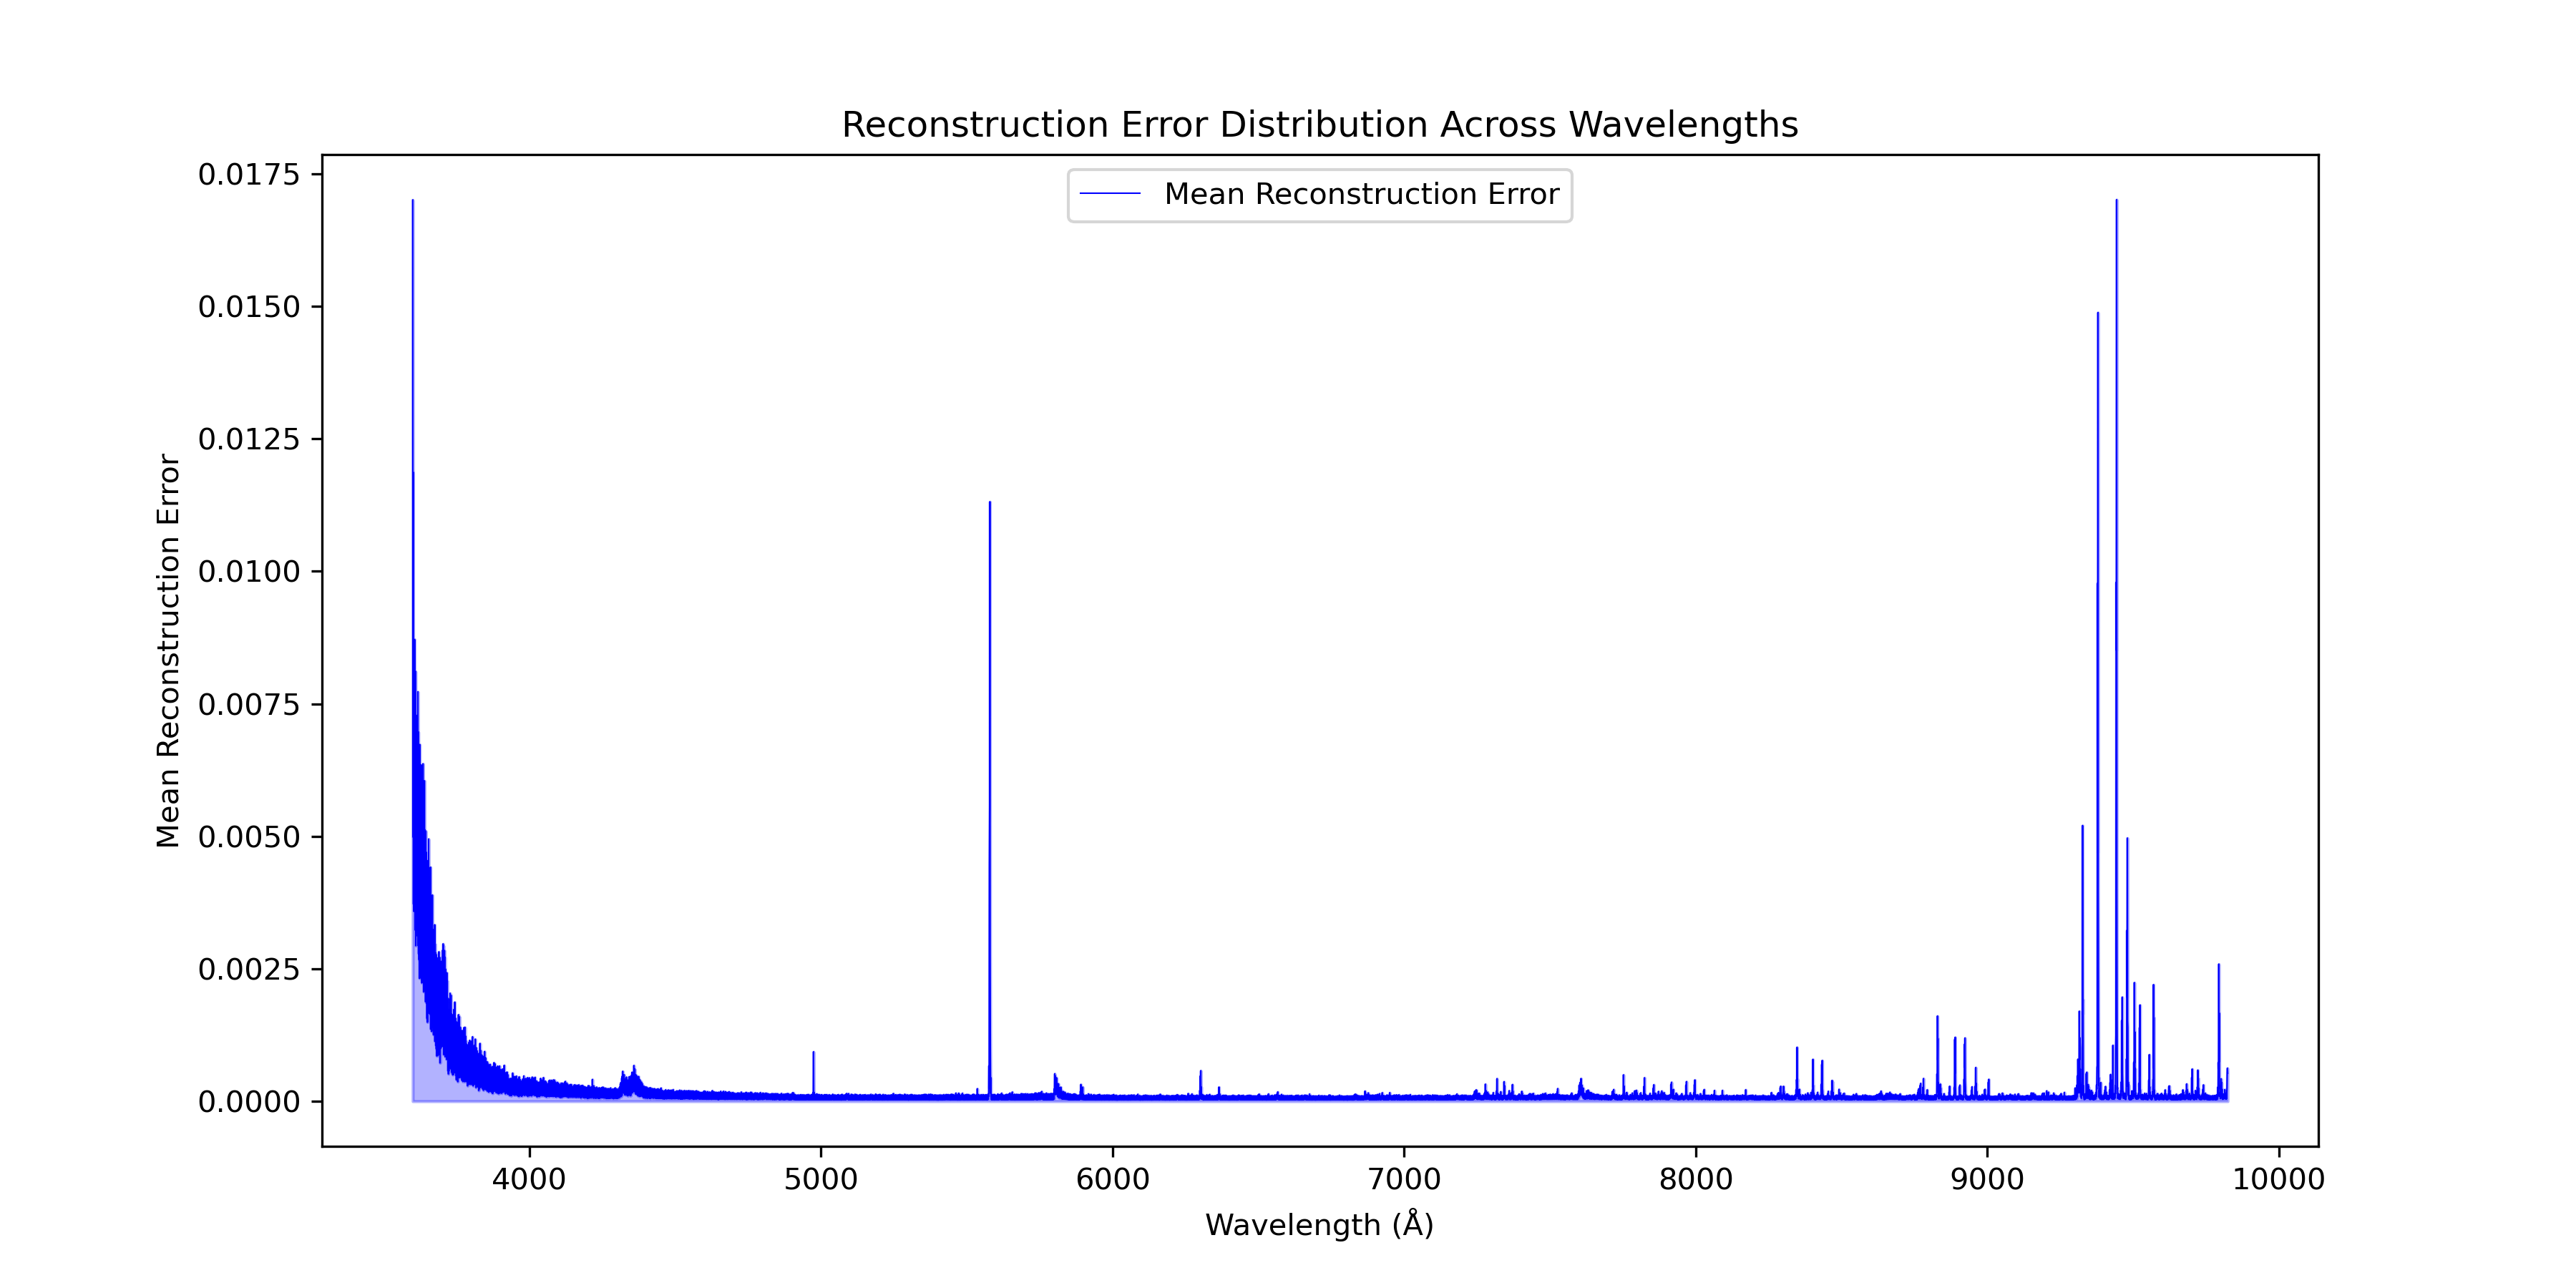 Reconstruction Error Distribution Across Wavelengths
Mean Reconstruction Error
Mean Reconstruction Error
0.0175
0.0150
0.0125
0.0100
0.0075
0.0050
0.0025
0.0000
4000 5000 6000 7000 8000 9000 10000
Wavelength (Å)